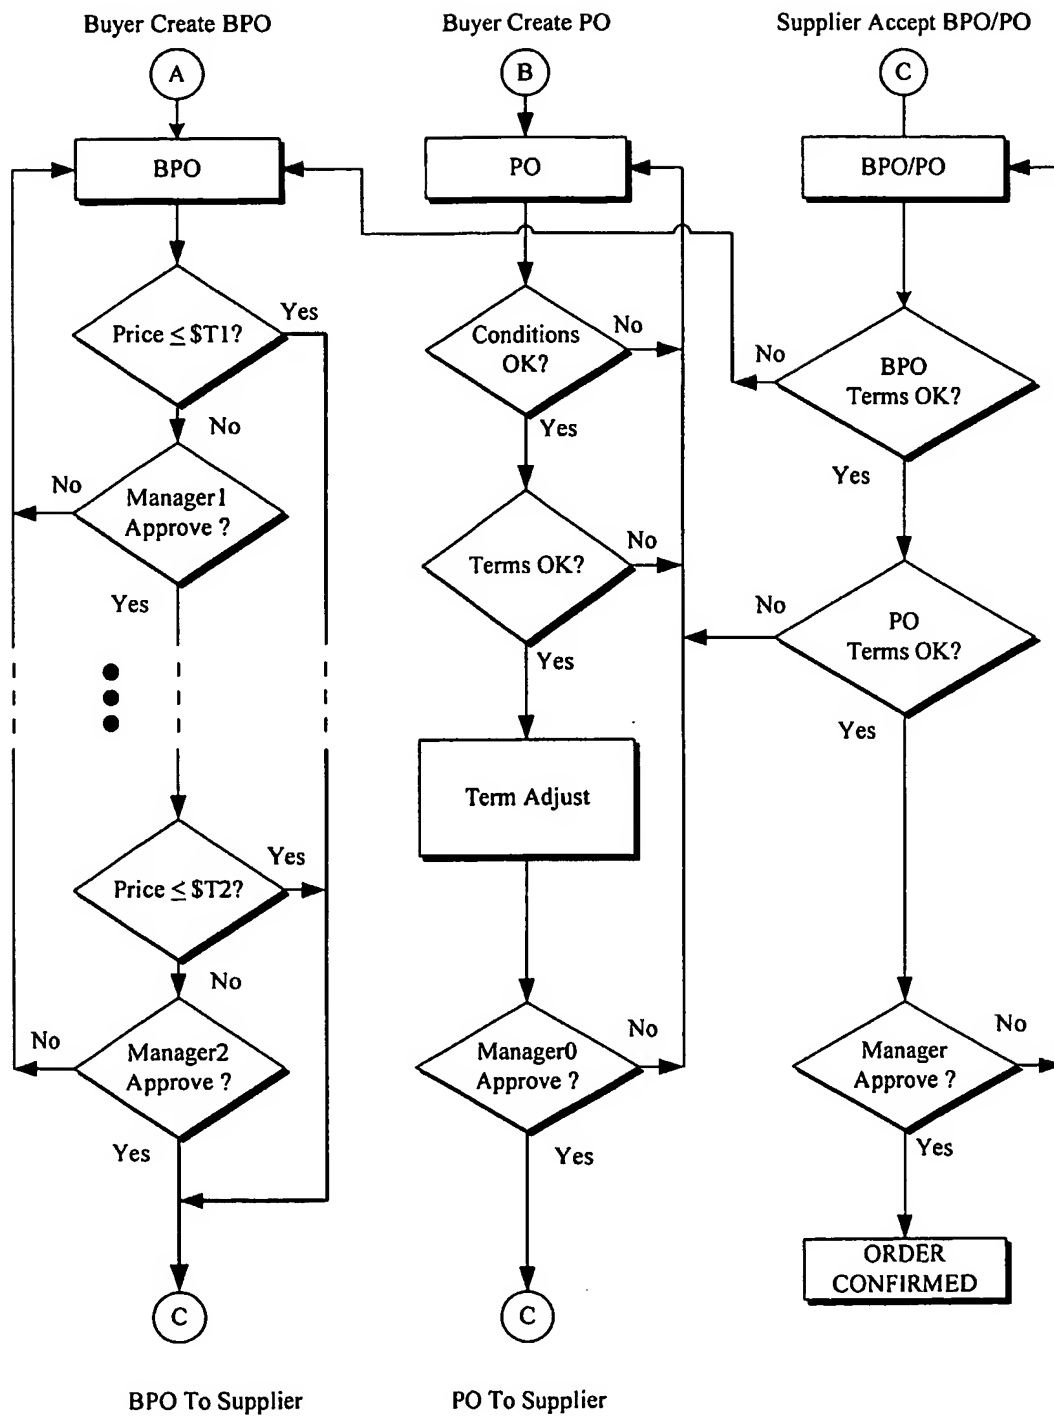 Buyer Create BPO
A
BPO
Price ≤ $T1?
Yes
No
Manager1
Approve ?
No
Yes
Price ≤ $T2?
Yes
No
Manager2
Approve ?
No
Yes
C
BPO To Supplier
Buyer Create PO
B
PO
Conditions
OK?
No
Yes
Terms OK?
No
Yes
Term Adjust
Manager0
Approve ?
No
Yes
C
PO To Supplier
Supplier Accept BPO/PO
C
BPO/PO
BPO
Terms OK?
No
Yes
PO
Terms OK?
No
Yes
Manager
Approve ?
No
Yes
ORDER
CONFIRMED